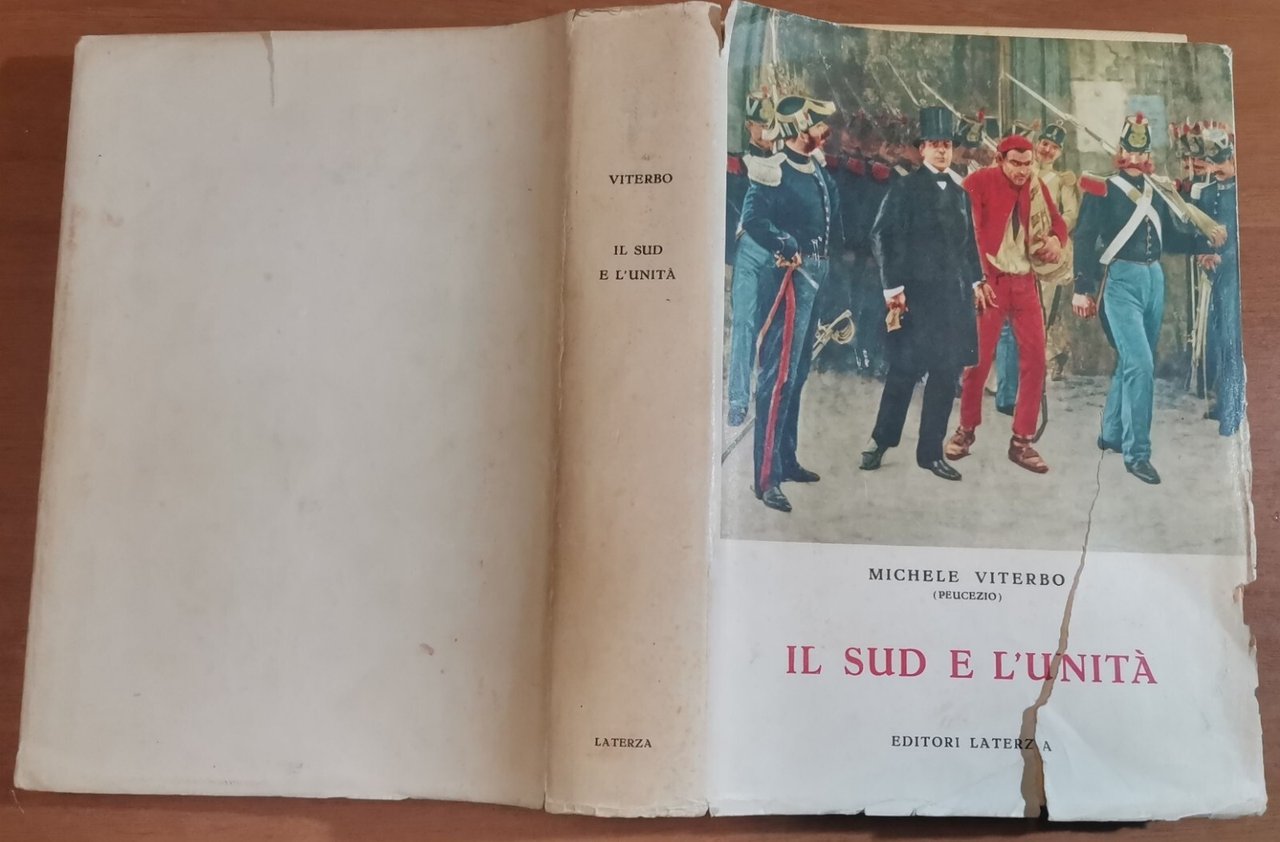 VITERBO
IL SUD
E L'UNITÀ
LATERZA
MICHELE VITERBO
(PEUCEZIO)
IL SUD E L'UNITÀ
EDITORI LATERZA